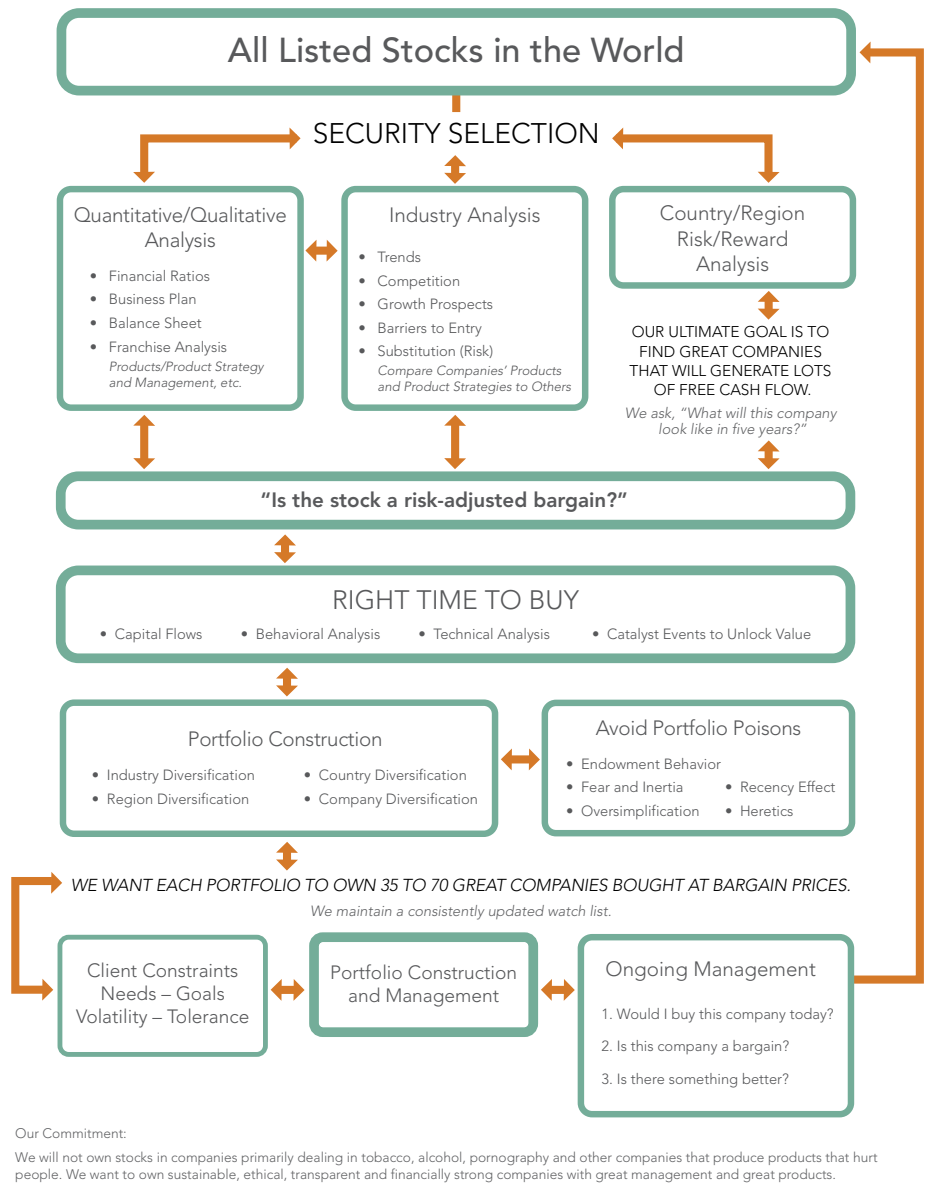 All Listed Stocks in the World
SECURITY SELECTION
Quantitative/Qualitative
Analysis
• Financial Ratios
• Business Plan
• Balance Sheet
• Franchise Analysis
Products/Product Strategy
and Management, etc.
Industry Analysis
• Trends
• Competition
• Growth Prospects
• Barriers to Entry
• Substitution (Risk)
Compare Companies' Products
and Product Strategies to Others
Country/Region
Risk/Reward
Analysis
OUR ULTIMATE GOAL IS TO
FIND GREAT COMPANIES
THAT WILL GENERATE LOTS
OF FREE CASH FLOW.
We ask, "What will this company
look like in five years?"
"Is the stock a risk-adjusted bargain?"
RIGHT TIME TO BUY
• Capital Flows • Behavioral Analysis • Technical Analysis • Catalyst Events to Unlock Value
Portfolio Construction
• Industry Diversification • Country Diversification
• Region Diversification • Company Diversification
Avoid Portfolio Poisons
• Endowment Behavior
• Fear and Inertia • Recency Effect
• Oversimplification • Heretics
WE WANT EACH PORTFOLIO TO OWN 35 TO 70 GREAT COMPANIES BOUGHT AT BARGAIN PRICES.
We maintain a consistently updated watch list.
Client Constraints
Needs – Goals
Volatility – Tolerance
Portfolio Construction
and Management
Ongoing Management
1. Would I buy this company today?
2. Is this company a bargain?
3. Is there something better?
Our Commitment:
We will not own stocks in companies primarily dealing in tobacco, alcohol, pornography and other companies that produce products that hurt
people. We want to own sustainable, ethical, transparent and financially strong companies with great management and great products.